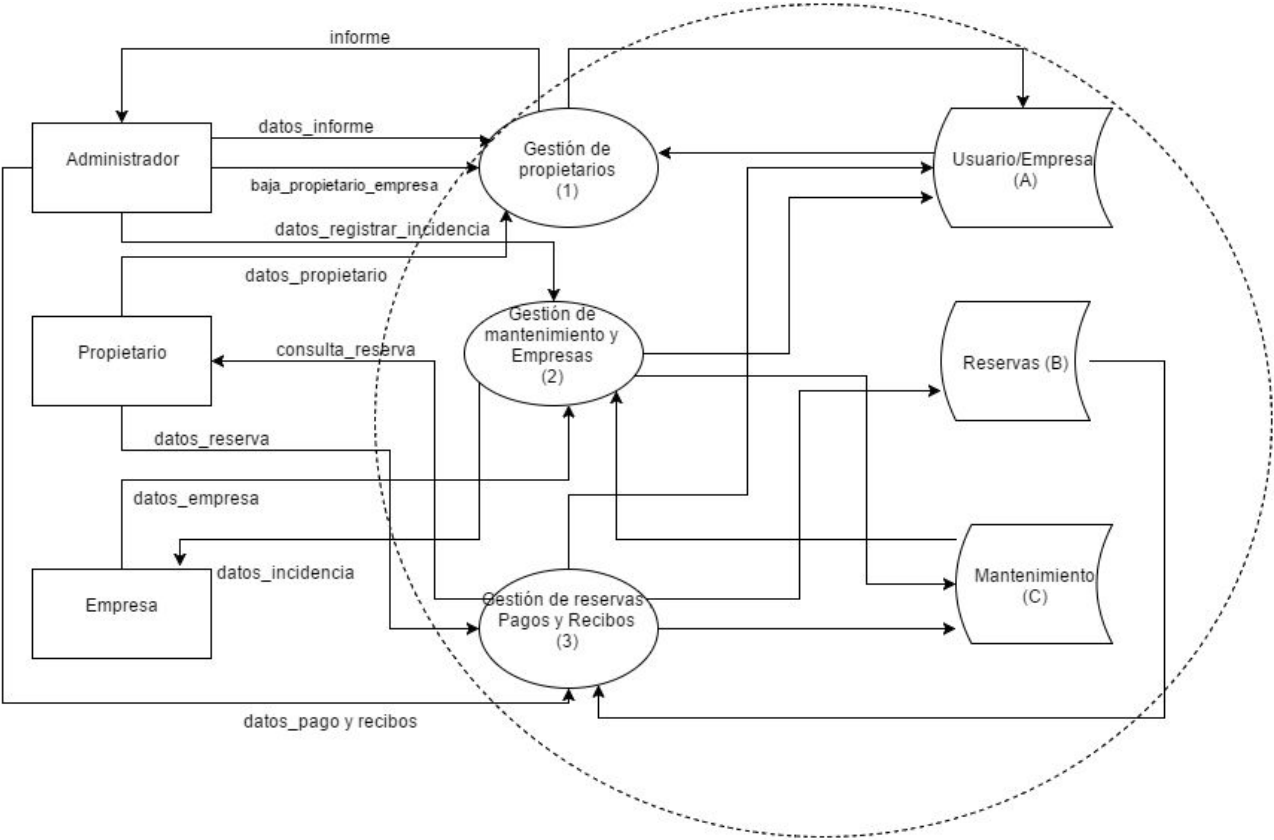 informe
datos_informe
Administrador
baja_propietario_empresa
Gestión de
propietarios
(1)
Usuario/Empresa
(A)
datos_registrar_incidencia
datos_propietario
Propietario
consulta_reserva
Gestión de
mantenimiento y
Empresas
(2)
Reservas (B)
datos_reserva
datos_empresa
datos_incidencia
Empresa
Gestión de reservas
Pagos y Recibos
(3)
Mantenimiento
(C)
datos_pago y recibos